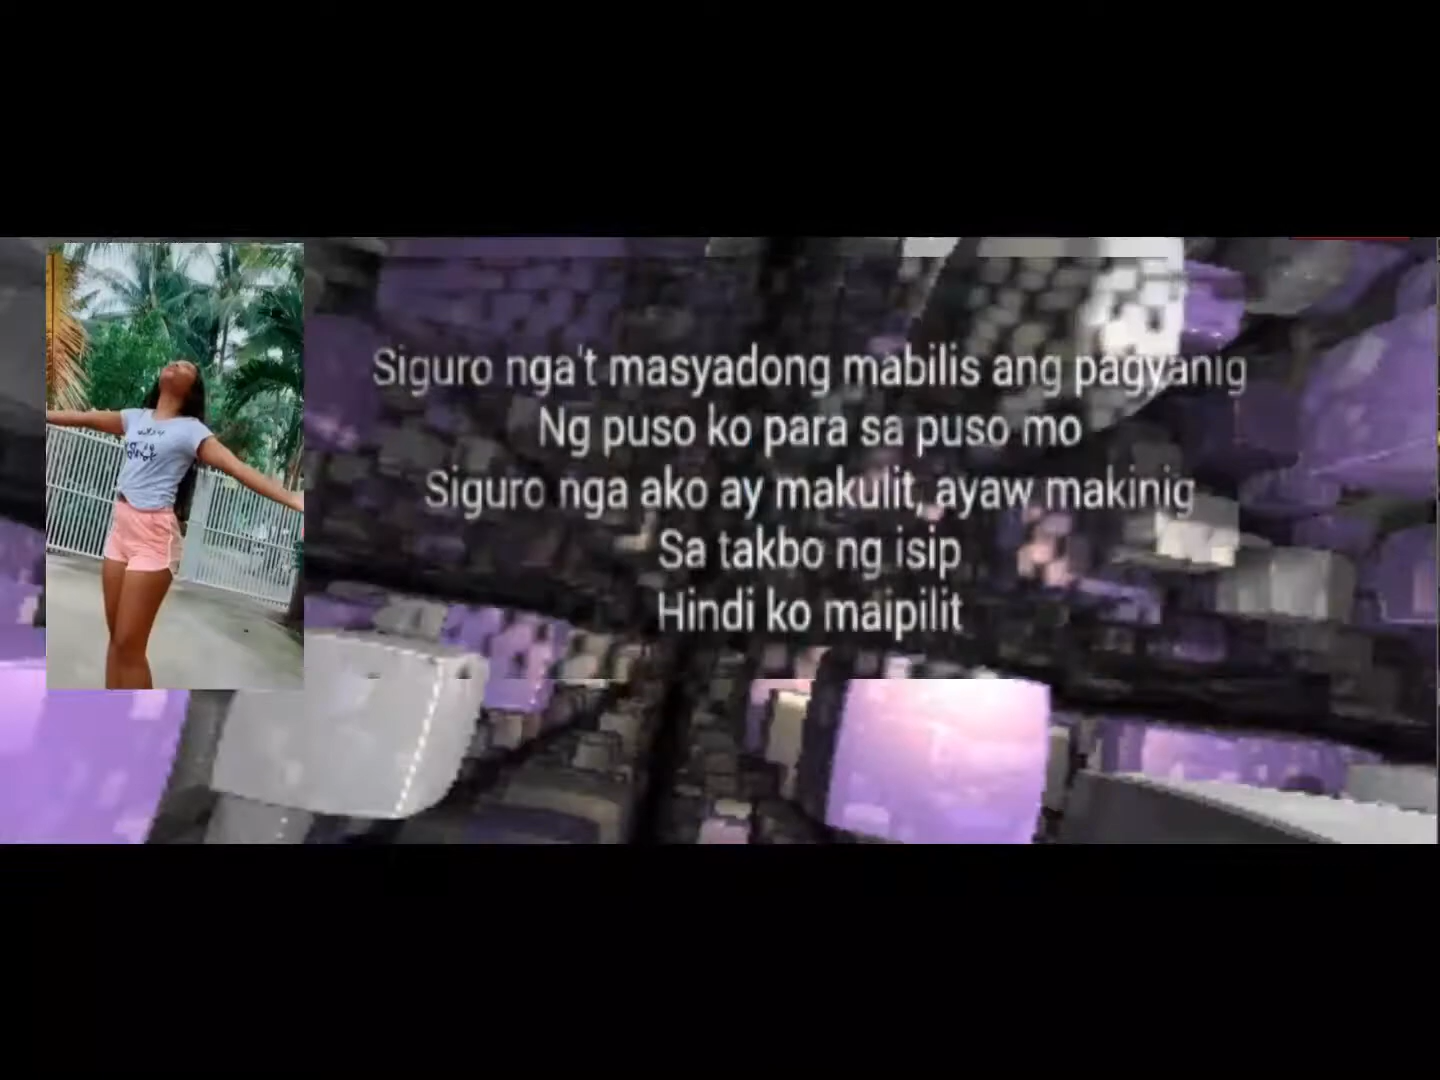 Siguro nga't masyadong mabilis ang pagyanig
Ng puso ko para sa puso mo
Siguro nga ako ay makulit, ayaw makinig
Sa takbo ng isip
Hindi ko maipilit